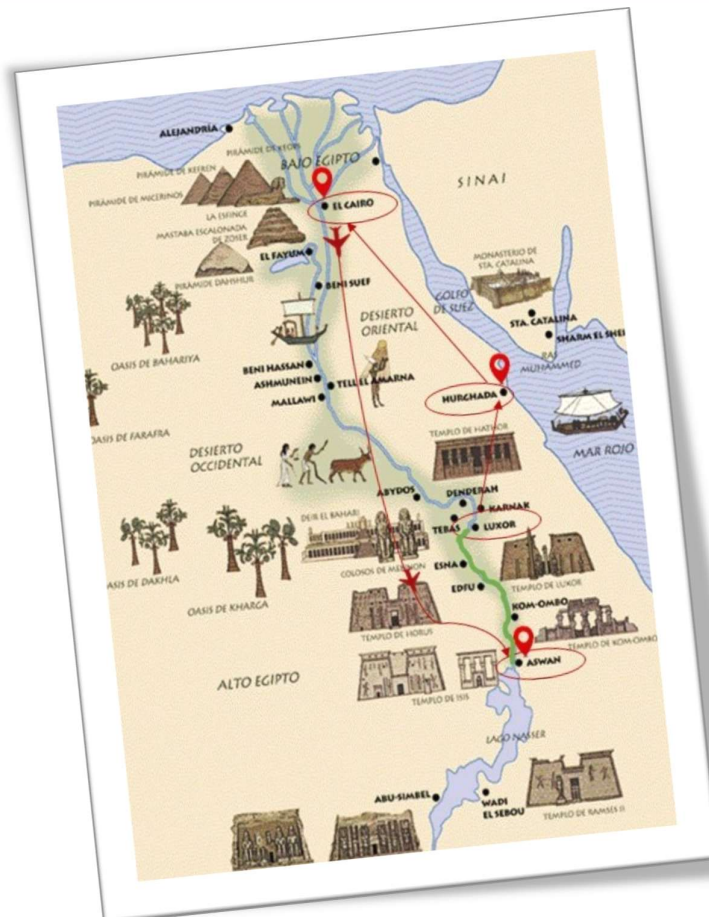 ALEJANDRÍA
PIRÁMIDE DE KEOPS
BAJO EGIPTO
PIRÁMIDE DE KEFREN
PIRÁMIDE DE MICERINOS
SINAI
EL CAIRO
LA ESFINGE
MASTABA ESCALONADA
DE ZOSER
EL FAYUM
PIRÁMIDE DAHSHUR
BENI SUEF
MONASTERIO DE
STA. CATALINA
GOLFO
DE SUEZ
DESIERTO
ORIENTAL
STA. CATALINA
SHARM EL SHEI
RAS
MUHAMMED
OASIS DE BAHARIYA
BENI HASSAN
ASHMUNEIN
TELL EL AMARNA
MALLAWI
HURGHADA
OASIS DE FARAFRA
TEMPLO DE HATHOR
MAR ROJO
DESIERTO
OCCIDENTAL
ABYDOS
DENDERAH
KARNAK
TEBAS
LUXOR
DEIR EL BAHARI
COLOSOS DE MEMNON
ESNA
TEMPLO DE LUXOR
ASIS DE DAKHLA
OASIS DE KHARGA
EDFU
KOM-OMBO
TEMPLO DE HORUS
TEMPLO DE KOM-OMBO
ASWAN
ALTO EGIPTO
TEMPLO DE ISIS
LAGO NASSER
ABU-SIMBEL
WADI
EL SEBOU
TEMPLO DE RAMSES II